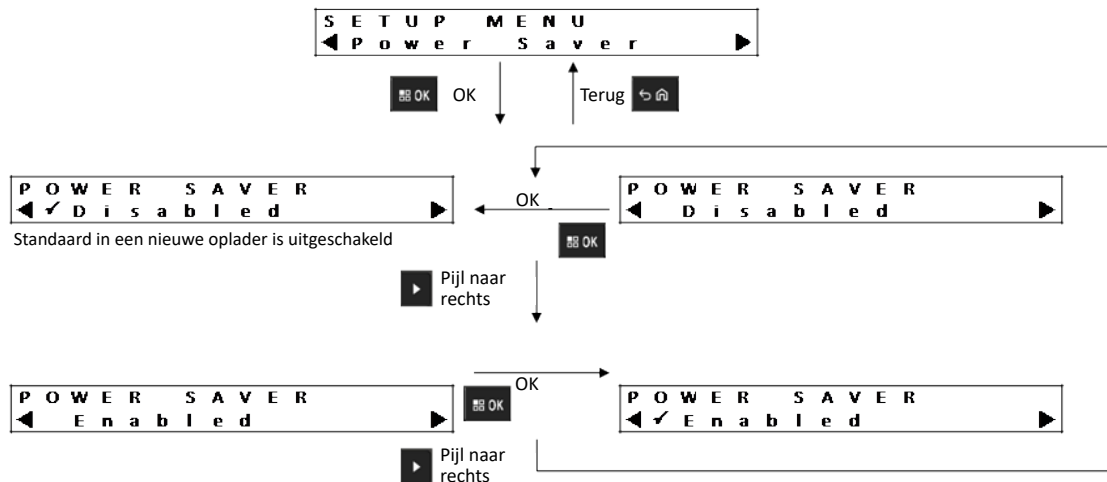 SETUP MENU
◀Power Saver ▶
OK OK
Terug
POWER SAVER
◀✓Disabled ▶
Standaard in een nieuwe oplader is uitgeschakeld
OK
OK
POWER SAVER
◀ Disabled ▶
Pijl naar
rechts
POWER SAVER
◀ Enabled ▶
OK
OK
POWER SAVER
◀✓Enabled ▶
Pijl naar
rechts